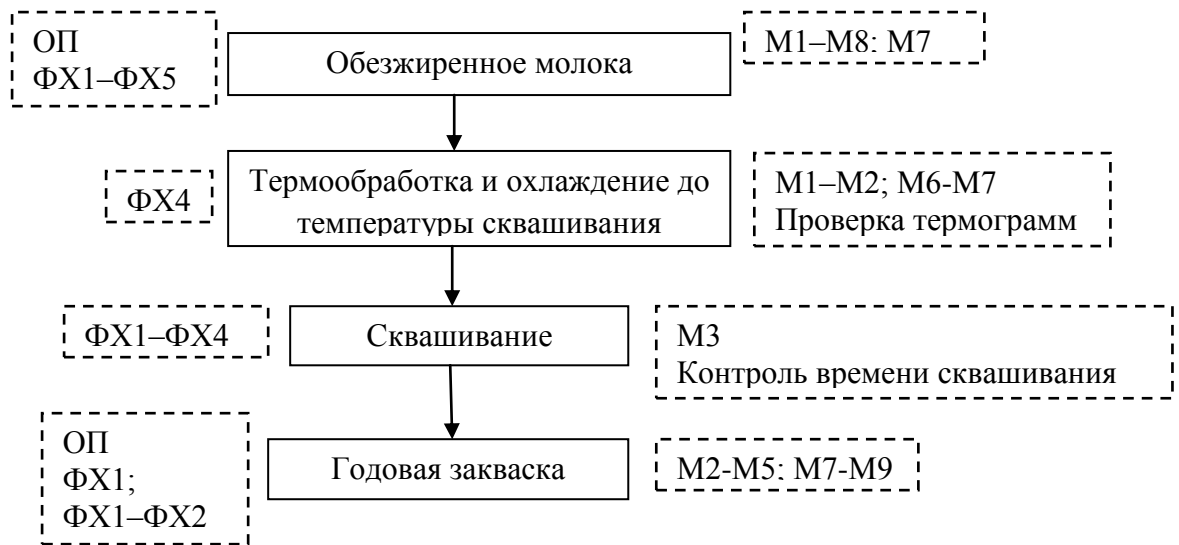 ОП
ФХ1–ФХ5
Обезжиренное молока
М1–М8: М7
ФХ4
Термообработка и охлаждение до
температуры сквашивания
М1–М2; М6-М7
Проверка термограмм
ФХ1–ФХ4
Сквашивание
М3
Контроль времени сквашивания
ОП
ФХ1;
ФХ1–ФХ2
Годовая закваска
М2-М5; М7-М9